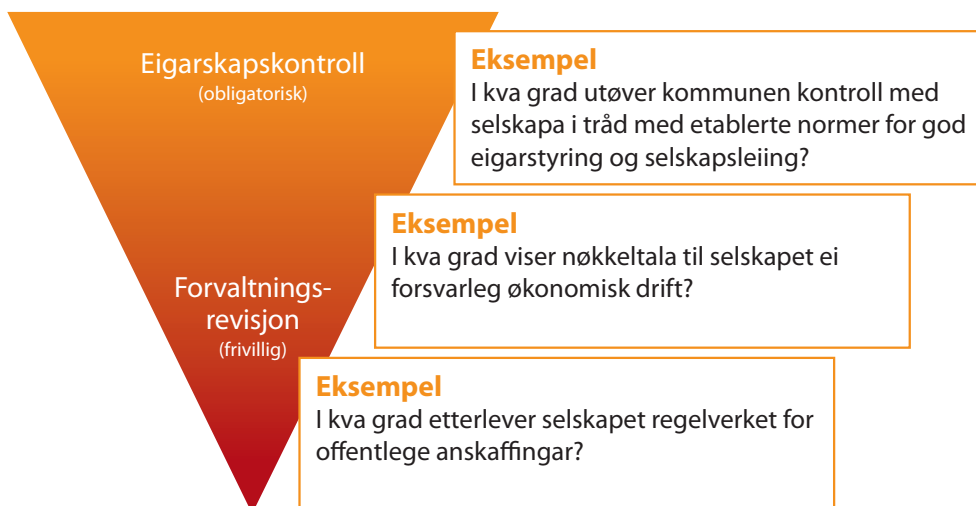 Eigarskapskontroll
(obligatorisk)
Eksempel
I kva grad utøver kommunen kontroll med
selskapa i tråd med etablerte normer for god
eigarstyring og selskapsleiing?
Eksempel
I kva grad viser nøkkeltala til selskapet ei
forsvarleg økonomisk drift?
Forvaltnings-
revisjon
(frivillig)
Eksempel
I kva grad etterlever selskapet regelverket for
offentlege anskaffingar?